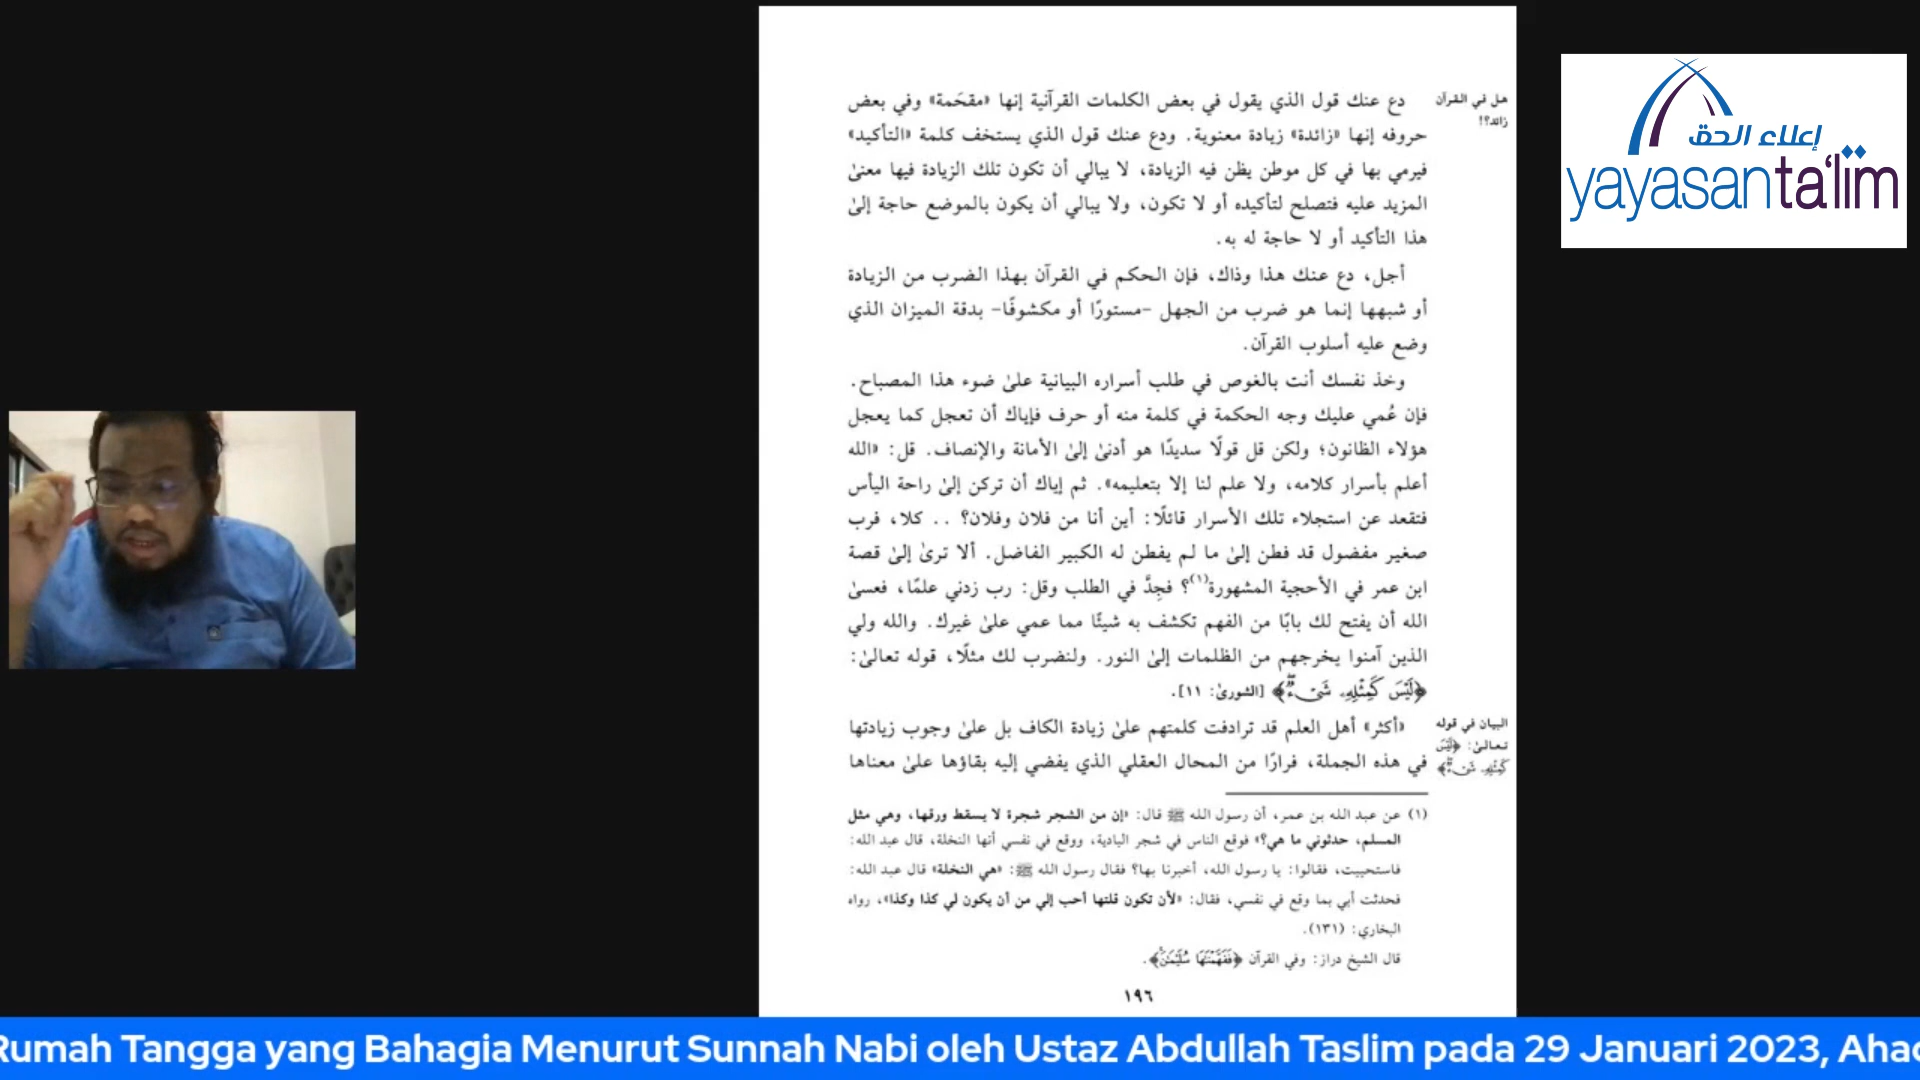 هل في القرآن
زائد؟!
دع عنك قول الذي يقول في بعض الكلمات القرآنية إنها «مقحَمة» وفي بعض
حروفه إنها «زائدة» زيادة معنوية. ودع عنك قول الذي يستخف كلمة «التأكيد»
فيرمي بها في كل موطن يظن فيه الزيادة، لا يبالي أن تكون تلك الزيادة فيها معنىٰ
المزيد عليه فتصلح لتأكيده أو لا تكون، ولا يبالي أن يكون بالموضع حاجة إلىٰ
هذا التأكيد أو لا حاجة له به.
أجل، دع عنك هذا وذاك، فإن الحكم في القرآن بهذا الضرب من الزيادة
أو شبهها إنما هو ضرب من الجهل -مستورًا أو مكشوفًا- بدقة الميزان الذي
وضع عليه أسلوب القرآن.
وخذ نفسك أنت بالغوص في طلب أسراره البيانية علىٰ ضوء هذا المصباح.
فإن عُمي عليك وجه الحكمة في كلمة منه أو حرف فإياك أن تعجل كما يعجل
هؤلاء الظانون؛ ولكن قل قولًا سديدًا هو أدنىٰ إلىٰ الأمانة والإنصاف. قل: «الله
أعلم بأسرار كلامه، ولا علم لنا إلا بتعليمه». ثم إياك أن تركن إلىٰ راحة اليأس
فتقعد عن استجلاء تلك الأسرار قائلًا: أين أنا من فلان وفلان؟ .. كلا، فرب
صغير مفضول قد فطن إلىٰ ما لم يفطن له الكبير الفاضل. ألا ترىٰ إلىٰ قصة
ابن عمر في الأحجية المشهورة(١)؟ فجِدَّ في الطلب وقل: رب زدني علمًا، فعسىٰ
الله أن يفتح لك بابًا من الفهم تكشف به شيئًا مما عمي علىٰ غيرك. والله ولي
الذين آمنوا يخرجهم من الظلمات إلىٰ النور. ولنضرب لك مثلًا، قوله تعالىٰ:
﴿لَيْسَ كَمِثْلِهِۦ شَىْءٌۖ﴾ [الشورىٰ: ١١].
البيان في قوله
تعالىٰ: ﴿لَيْسَ
كَمِثْلِهِۦ شَىْءٌۖ﴾
«أكثر» أهل العلم قد ترادفت كلمتهم علىٰ زيادة الكاف بل علىٰ وجوب زيادتها
في هذه الجملة، فرارًا من المحال العقلي الذي يفضي إليه بقاؤها علىٰ معناها
(١) عن عبد الله بن عمر، أن رسول الله ﷺ قال: «إن من الشجر شجرة لا يسقط ورقها، وهي مثل
المسلم، حدثوني ما هي؟» فوقع الناس في شجر البادية، ووقع في نفسي أنها النخلة، قال عبد الله:
فاستحييت، فقالوا: يا رسول الله، أخبرنا بها؟ فقال رسول الله ﷺ: «هي النخلة» قال عبد الله:
فحدثت أبي بما وقع في نفسي، فقال: «لأن تكون قلتها أحب إلي من أن يكون لي كذا وكذا»، رواه
البخاري: (١٣١).
قال الشيخ دراز: وفي القرآن ﴿فَفَهَّمْنَٰهَا سُلَيْمَٰنَۚ﴾.
١٩٦
إعلاء الحق
yayasanta'lim
Rumah Tangga yang Bahagia Menurut Sunnah Nabi oleh Ustaz Abdullah Taslim pada 29 Januari 2023, Ahad